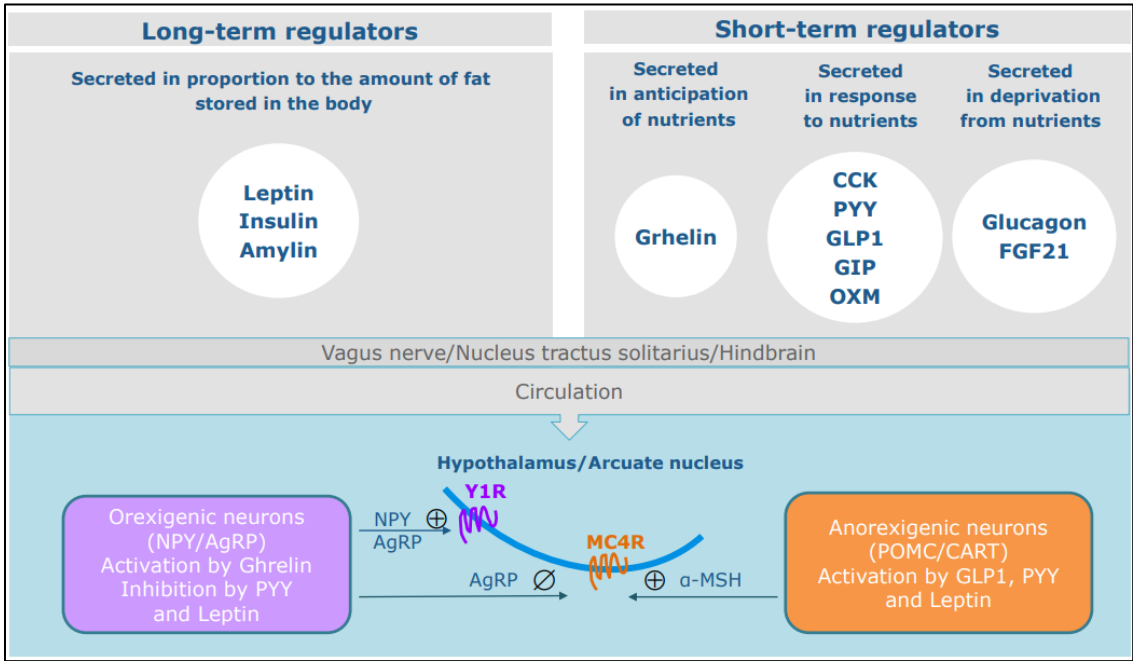 Long-term regulators
Secreted in proportion to the amount of fat
stored in the body
Leptin
Insulin
Amylin
Short-term regulators
Secreted
in anticipation
of nutrients
Grhelin
Secreted
in response
to nutrients
CCK
PYY
GLP1
GIP
OXM
Secreted
in deprivation
from nutrients
Glucagon
FGF21
Vagus nerve/Nucleus tractus solitarius/Hindbrain
Circulation
Hypothalamus/Arcuate nucleus
Orexigenic neurons
(NPY/AgRP)
Activation by Ghrelin
Inhibition by PYY
and Leptin
NPY ⊕
AgRP
Y1R
AgRP ∅
MC4R
⊕ α-MSH
Anorexigenic neurons
(POMC/CART)
Activation by GLP1, PYY
and Leptin